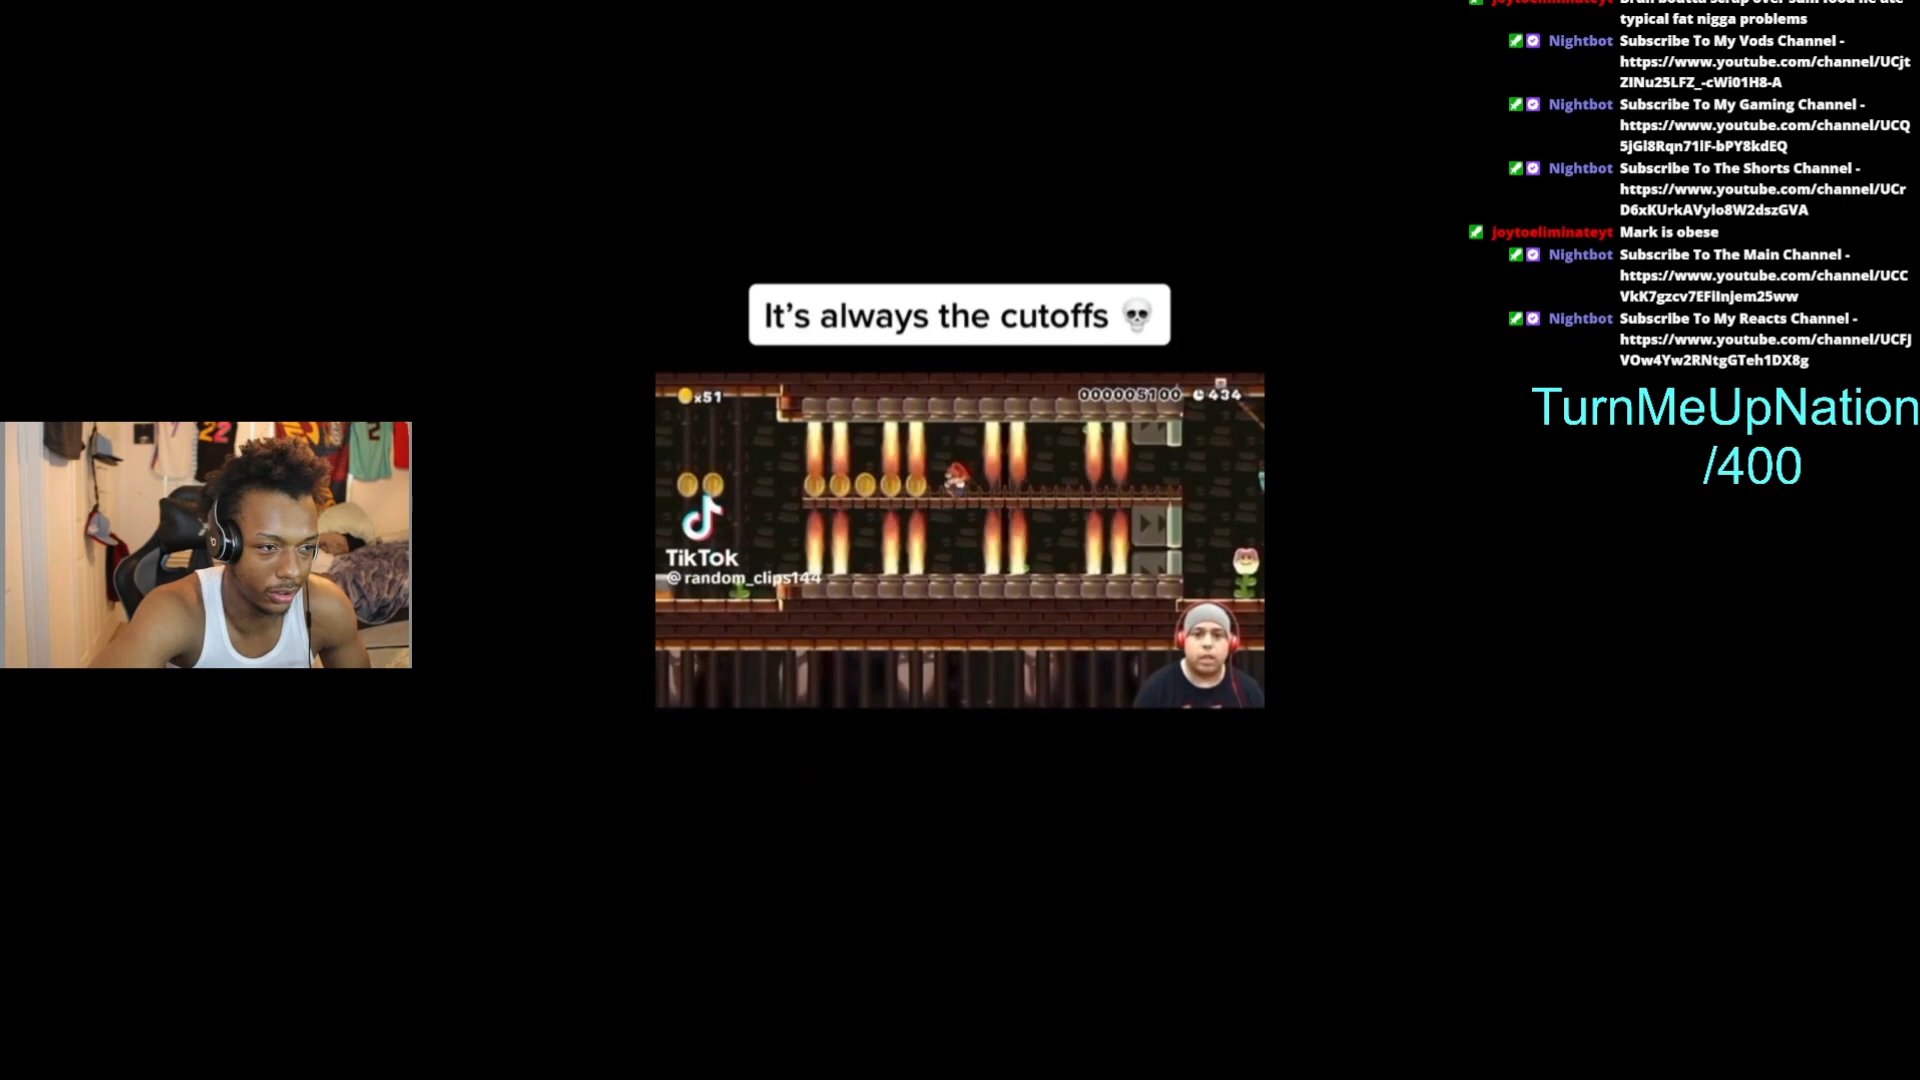 typical fat nigga problems
Nightbot Subscribe To My Vods Channel -
https://www.youtube.com/channel/UCjt
ZINu25LFZ_-cWi01H8-A
Nightbot Subscribe To My Gaming Channel -
https://www.youtube.com/channel/UCQ
5jGl8Rqn71iF-bPY8kdEQ
Nightbot Subscribe To The Shorts Channel -
https://www.youtube.com/channel/UCr
D6xKUrkAVylo8W2dszGVA
joytoeliminateyt Mark is obese
Nightbot Subscribe To The Main Channel -
https://www.youtube.com/channel/UCC
VkK7gzcv7EFlInjem25ww
Nightbot Subscribe To My Reacts Channel -
https://www.youtube.com/channel/UCFJ
VOw4Yw2RNtgGTeh1DX8g
TurnMeUpNation
/400
It's always the cutoffs 💀
x51 000005100 434
TikTok
@random_clips144
22
2